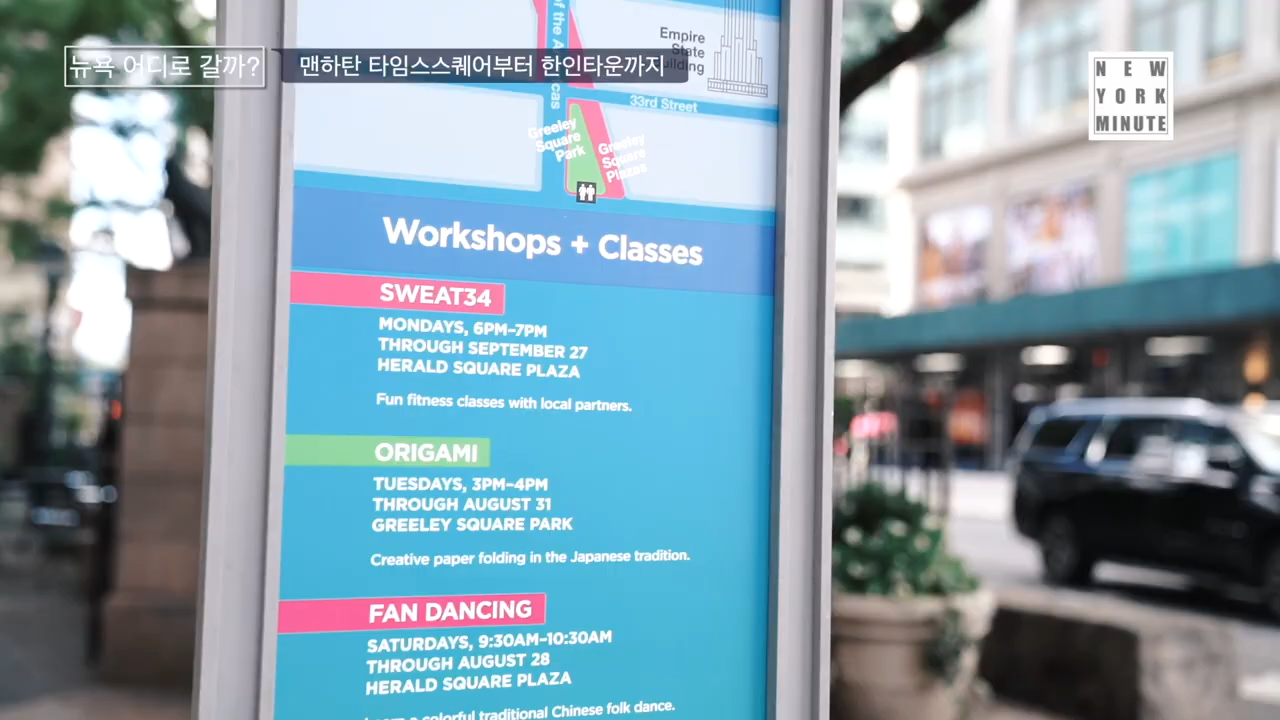 뉴욕 어디로 갈까?
맨하탄 타임스스퀘어부터 한인타운까지
NEW
YORK
MINUTE
Empire
State
Building
33rd Street
Greeley
Square
Park
Greeley
Square
Plazas
Workshops + Classes
SWEAT34
MONDAYS, 6PM–7PM
THROUGH SEPTEMBER 27
HERALD SQUARE PLAZA
Fun fitness classes with local partners.
ORIGAMI
TUESDAYS, 3PM–4PM
THROUGH AUGUST 31
GREELEY SQUARE PARK
Creative paper folding in the Japanese tradition.
FAN DANCING
SATURDAYS, 9:30AM–10:30AM
THROUGH AUGUST 28
HERALD SQUARE PLAZA
a colorful traditional Chinese folk dance.